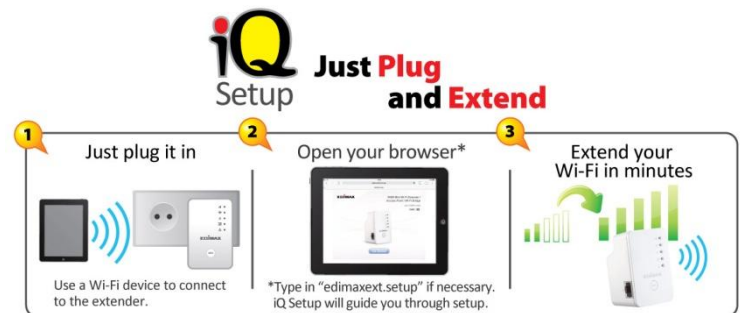 iQ
Setup
Just Plug
and Extend
1
Just plug it in
EDIMAX
Use a Wi-Fi device to connect
to the extender.
2
Open your browser*
EDIMAX
*Type in "edimaxext.setup" if necessary.
iQ Setup will guide you through setup.
3
Extend your
Wi-Fi in minutes